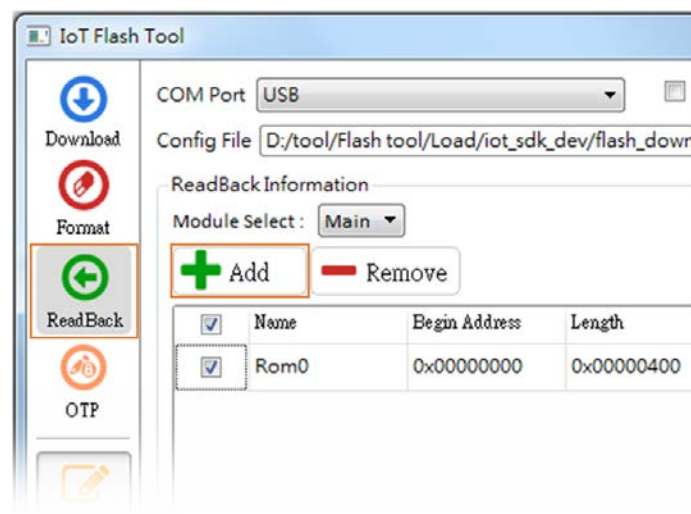 IoT Flash Tool
Download
Format
ReadBack
OTP
COM Port USB
Config File D:/tool/Flash tool/Load/iot_sdk_dev/flash_down
ReadBack Information
Module Select : Main
Add Remove
Name Begin Address Length
Rom0 0x00000000 0x00000400